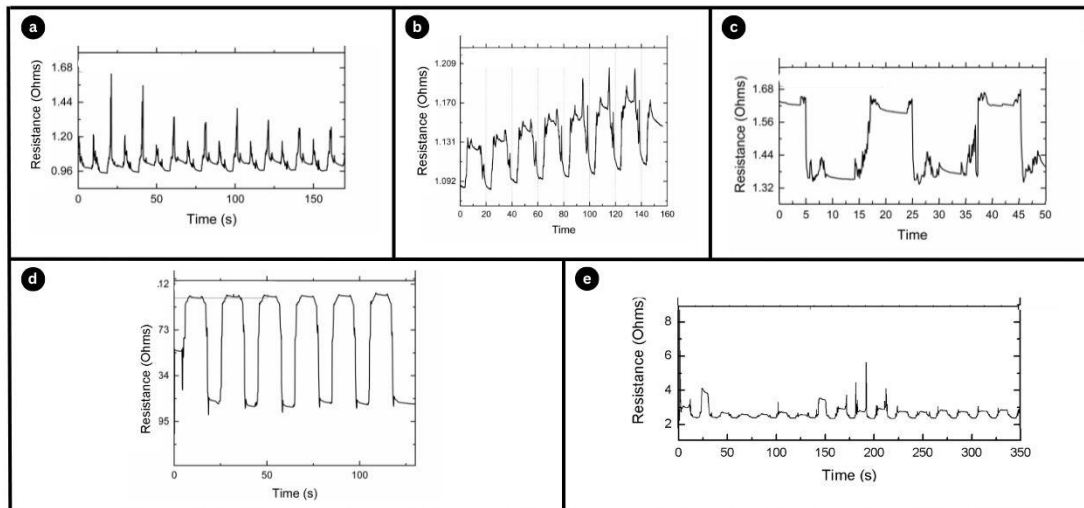 a
Resistance (Ohms)
1.68
1.44
1.20
0.96
0 50 100 150
Time (s)
b
Resistance (Ohms)
1.209
1.170
1.131
1.092
0 20 40 60 80 100 120 140 160
Time
c
Resistance (Ohms)
1.68
1.56
1.44
1.32
0 5 10 15 20 25 30 35 40 45 50
Time
d
Resistance (Ohms)
.12
73
34
95
0 50 100
Time (s)
e
Resistance (Ohms)
8
6
4
2
0 50 100 150 200 250 300 350
Time (s)